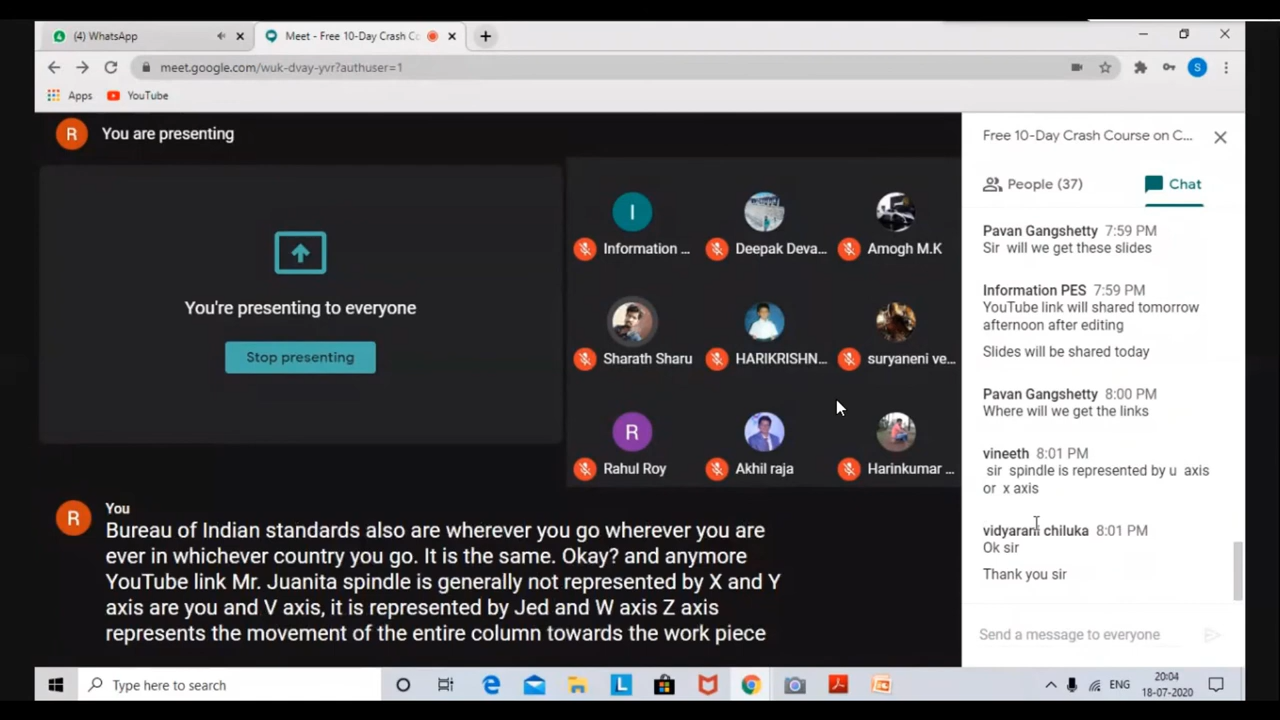 (4) WhatsApp
Meet - Free 10-Day Crash Co
meet.google.com/wuk-dvay-yvr?authuser=1
S
Apps
YouTube
R
You are presenting
Free 10-Day Crash Course on C...
People (37)
Chat
You're presenting to everyone
Stop presenting
I
Information ...
Deepak Deva...
Amogh M.K
Sharath Sharu
HARIKRISHN...
suryaneni ve...
R
Rahul Roy
Akhil raja
Harinkumar ...
Pavan Gangshetty 7:59 PM
Sir will we get these slides
Information PES 7:59 PM
YouTube link will shared tomorrow
afternoon after editing
Slides will be shared today
Pavan Gangshetty 8:00 PM
Where will we get the links
vineeth 8:01 PM
sir spindle is represented by u axis
or x axis
vidyarani chiluka 8:01 PM
Ok sir
Thank you sir
Send a message to everyone
R
You
Bureau of Indian standards also are wherever you go wherever you are
ever in whichever country you go. It is the same. Okay? and anymore
YouTube link Mr. Juanita spindle is generally not represented by X and Y
axis are you and V axis, it is represented by Jed and W axis Z axis
represents the movement of the entire column towards the work piece
Type here to search
L
ENG
20:04
18-07-2020